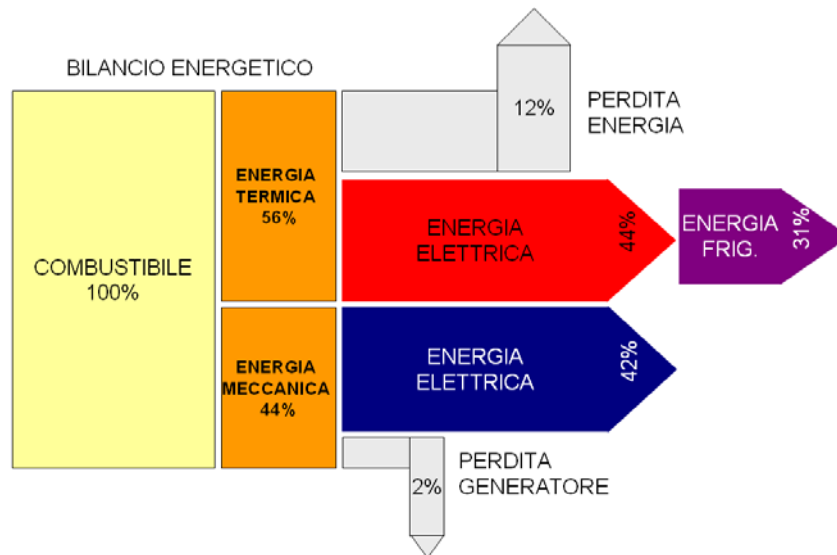 BILANCIO ENERGETICO
COMBUSTIBILE
100%
ENERGIA
TERMICA
56%
ENERGIA
MECCANICA
44%
12%
PERDITA
ENERGIA
ENERGIA
ELETTRICA
44%
ENERGIA
FRIG.
31%
ENERGIA
ELETTRICA
42%
2%
PERDITA
GENERATORE